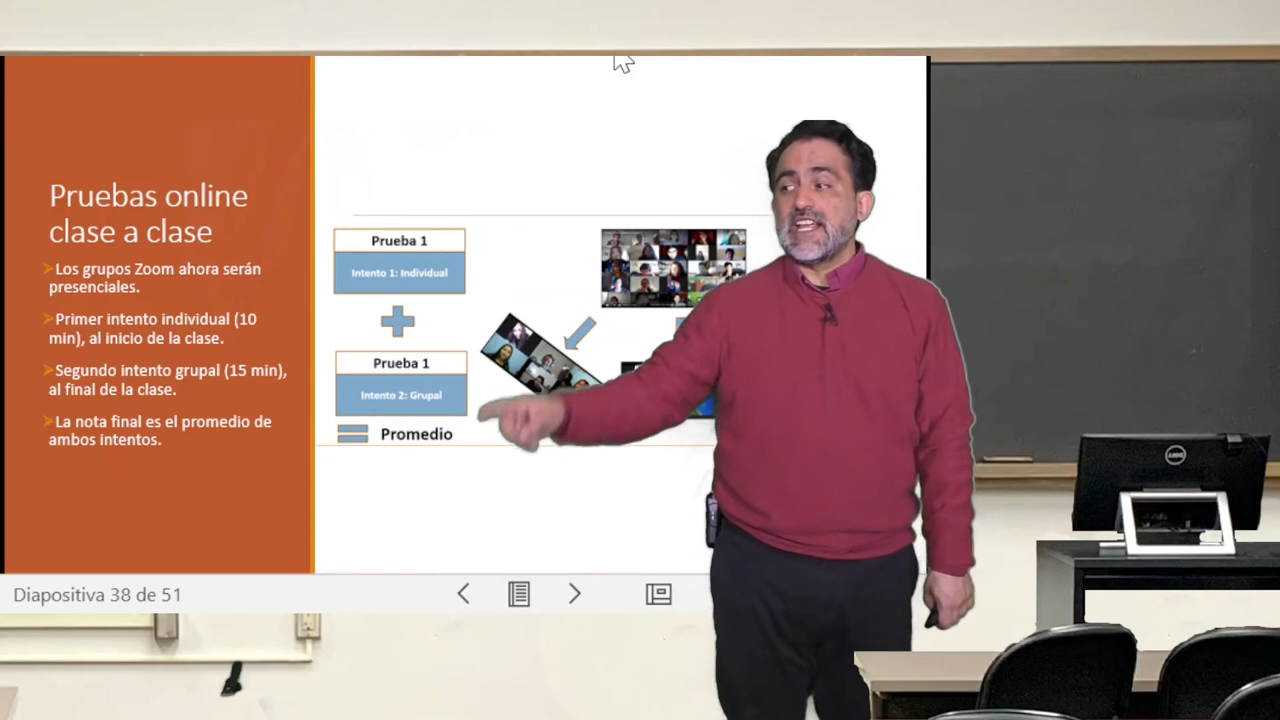 Pruebas online
clase a clase
Los grupos Zoom ahora serán
presenciales.
Primer intento individual (10
min), al inicio de la clase.
Segundo intento grupal (15 min),
al final de la clase.
La nota final es el promedio de
ambos intentos.
Prueba 1
Intento 1: Individual
Prueba 1
Intento 2: Grupal
Promedio
Diapositiva 38 de 51
DELL